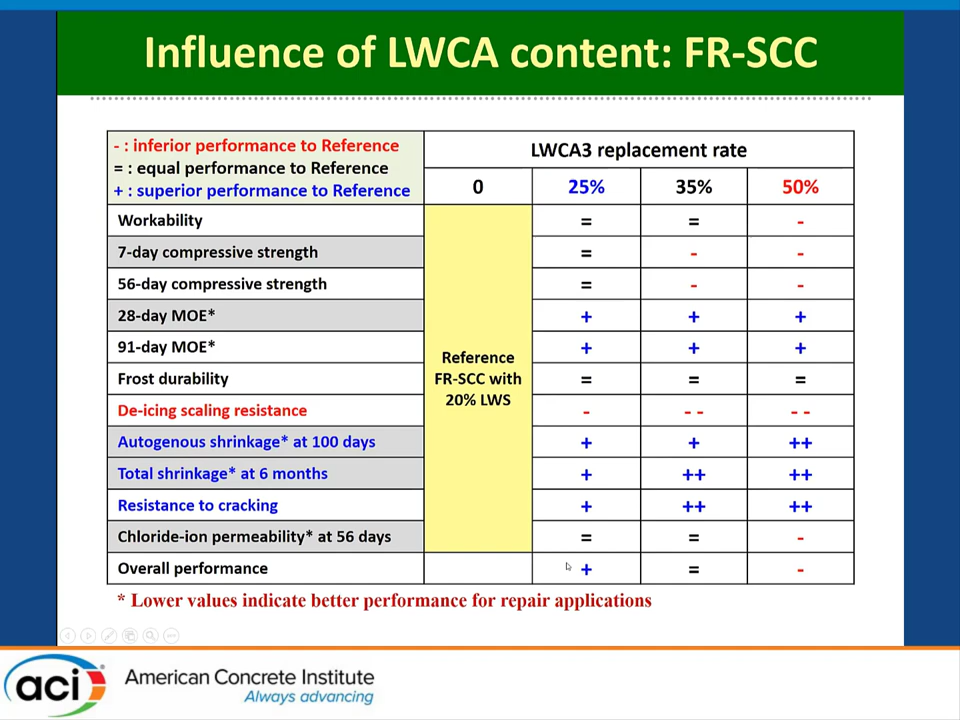 Influence of LWCA content: FR-SCC
- : inferior performance to Reference
= : equal performance to Reference
+ : superior performance to Reference
LWCA3 replacement rate
0 25% 35% 50%
Workability = = -
7-day compressive strength = - -
56-day compressive strength = - -
28-day MOE* + + +
91-day MOE* + + +
Reference
FR-SCC with
20% LWS
Frost durability = = =
De-icing scaling resistance - - - - -
Autogenous shrinkage* at 100 days + + ++
Total shrinkage* at 6 months + ++ ++
Resistance to cracking + ++ ++
Chloride-ion permeability* at 56 days = = -
Overall performance + = -
* Lower values indicate better performance for repair applications
aci
American Concrete Institute
Always advancing